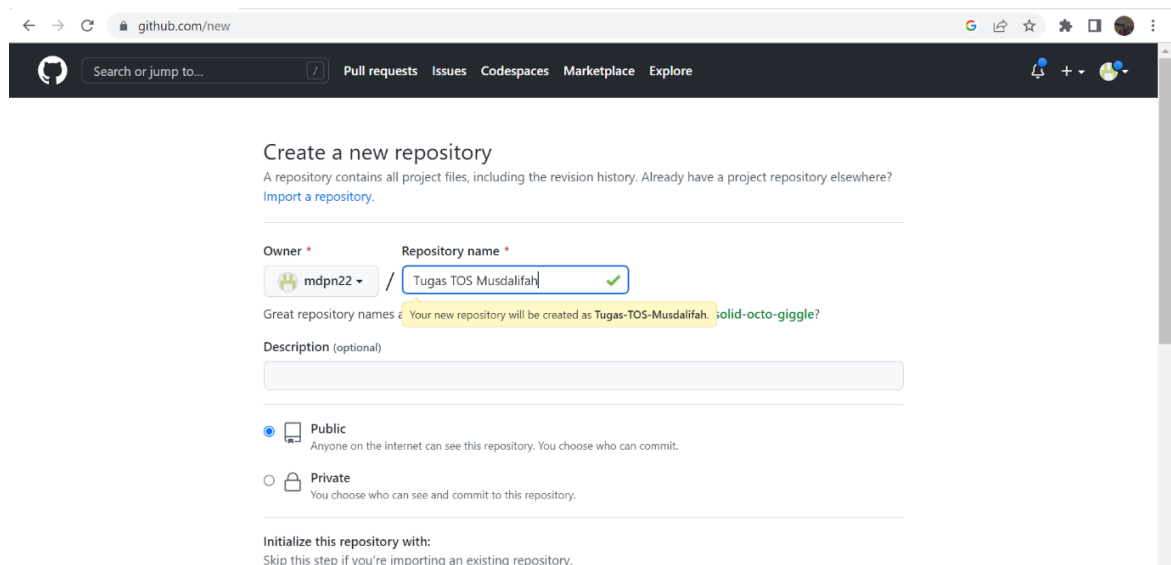 github.com/new
Search or jump to... / Pull requests Issues Codespaces Marketplace Explore
Create a new repository
A repository contains all project files, including the revision history. Already have a project repository elsewhere?
Import a repository.
Owner * Repository name *
mdpn22 / Tugas TOS Musdalifah
Great repository names a solid-octo-giggle?
Your new repository will be created as Tugas-TOS-Musdalifah.
Description (optional)
Public
Anyone on the internet can see this repository. You choose who can commit.
Private
You choose who can see and commit to this repository.
Initialize this repository with:
Skip this step if you're importing an existing repository.